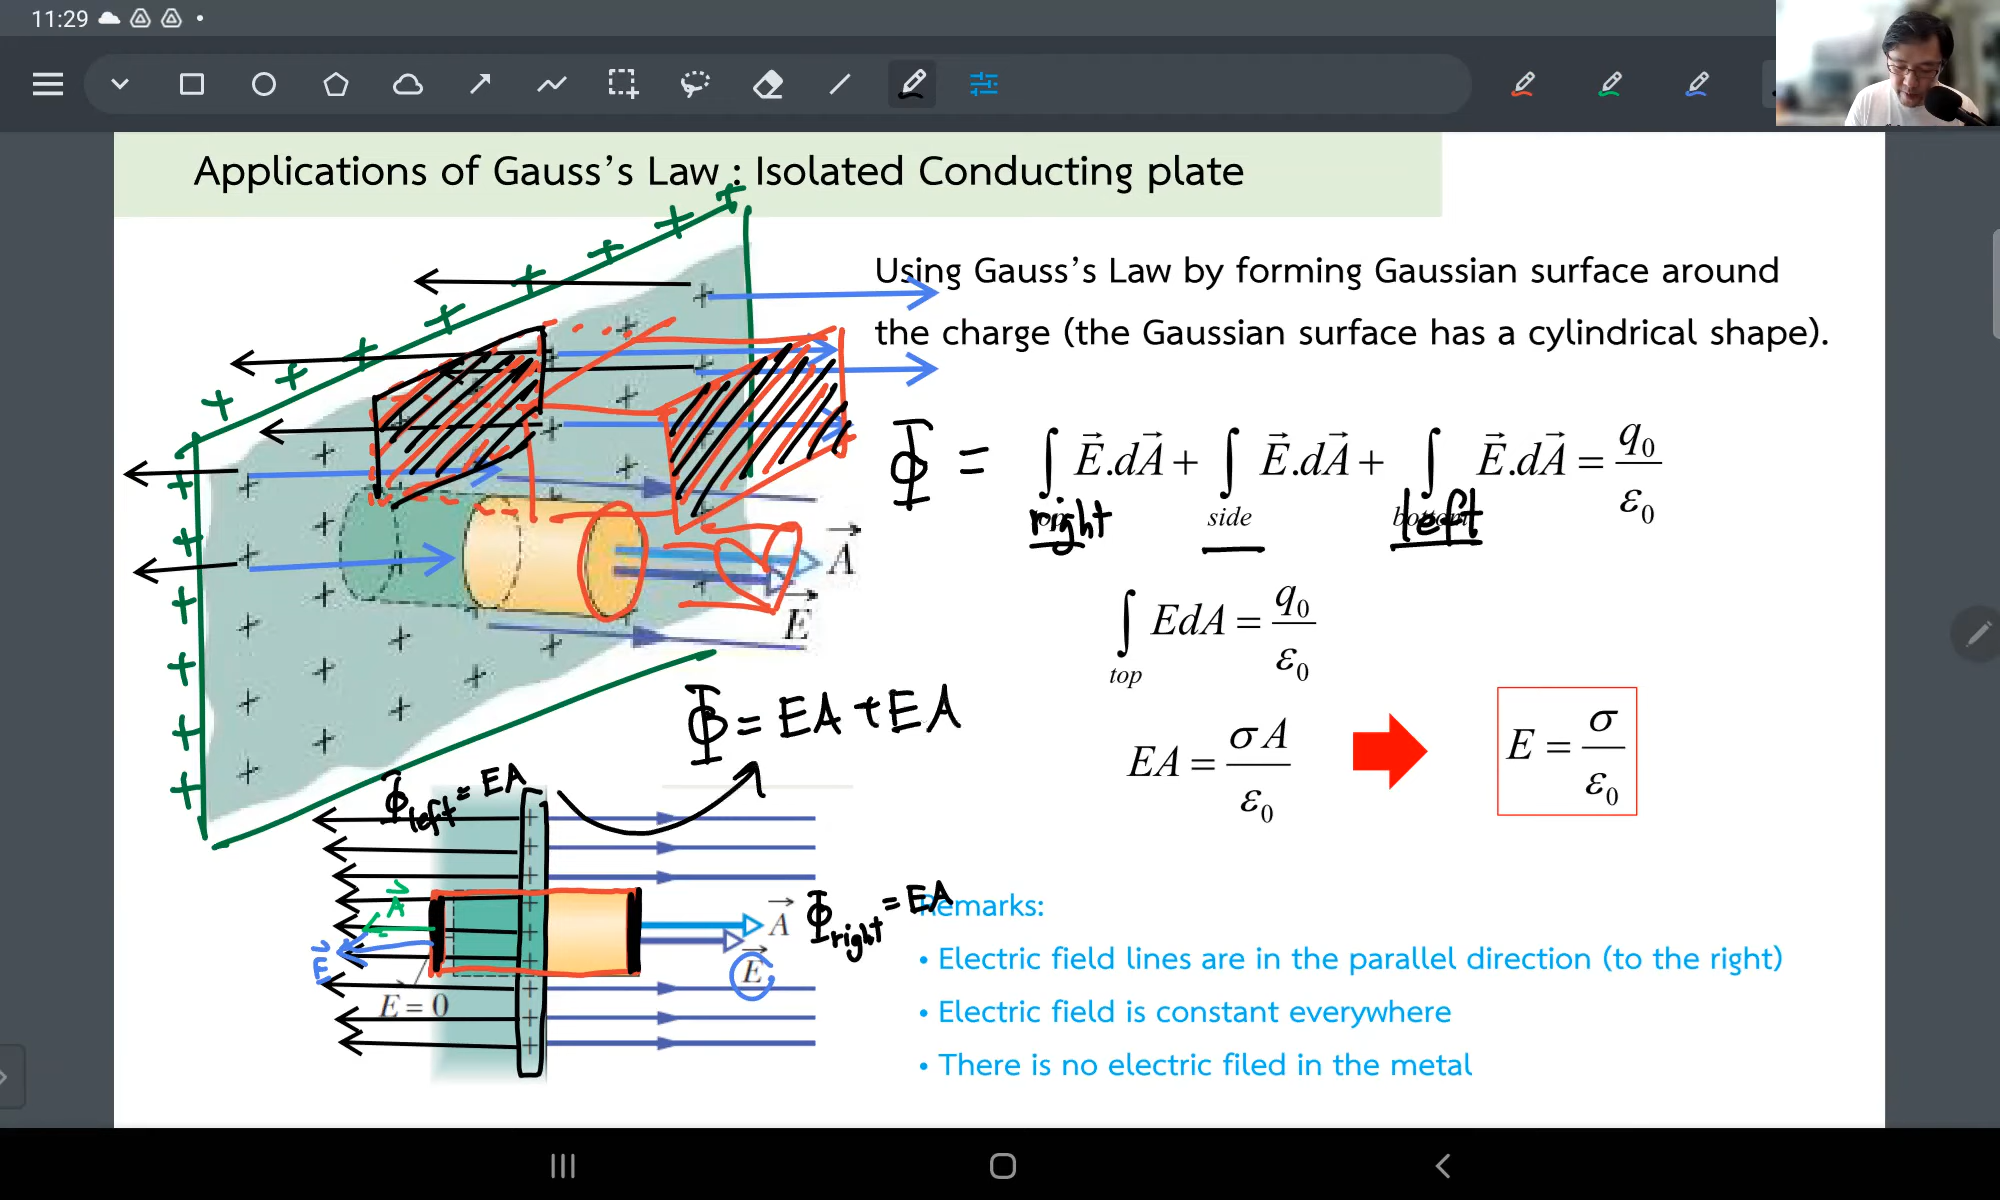 11:29
Applications of Gauss's Law : Isolated Conducting plate
Using Gauss's Law by forming Gaussian surface around
the charge (the Gaussian surface has a cylindrical shape).
Φ = ∫ E⃗.dA⃗ + ∫ E⃗.dA⃗ + ∫ E⃗.dA⃗ = q₀/ε₀
right side left
∫ EdA = q₀/ε₀
top
A⃗
E⃗
Φ = EA + EA
EA = σA/ε₀
E = σ/ε₀
Φleft = EA
A⃗
E⃗
E⃗ = 0
A⃗
E⃗
Φright = EA
Remarks:
• Electric field lines are in the parallel direction (to the right)
• Electric field is constant everywhere
• There is no electric filed in the metal